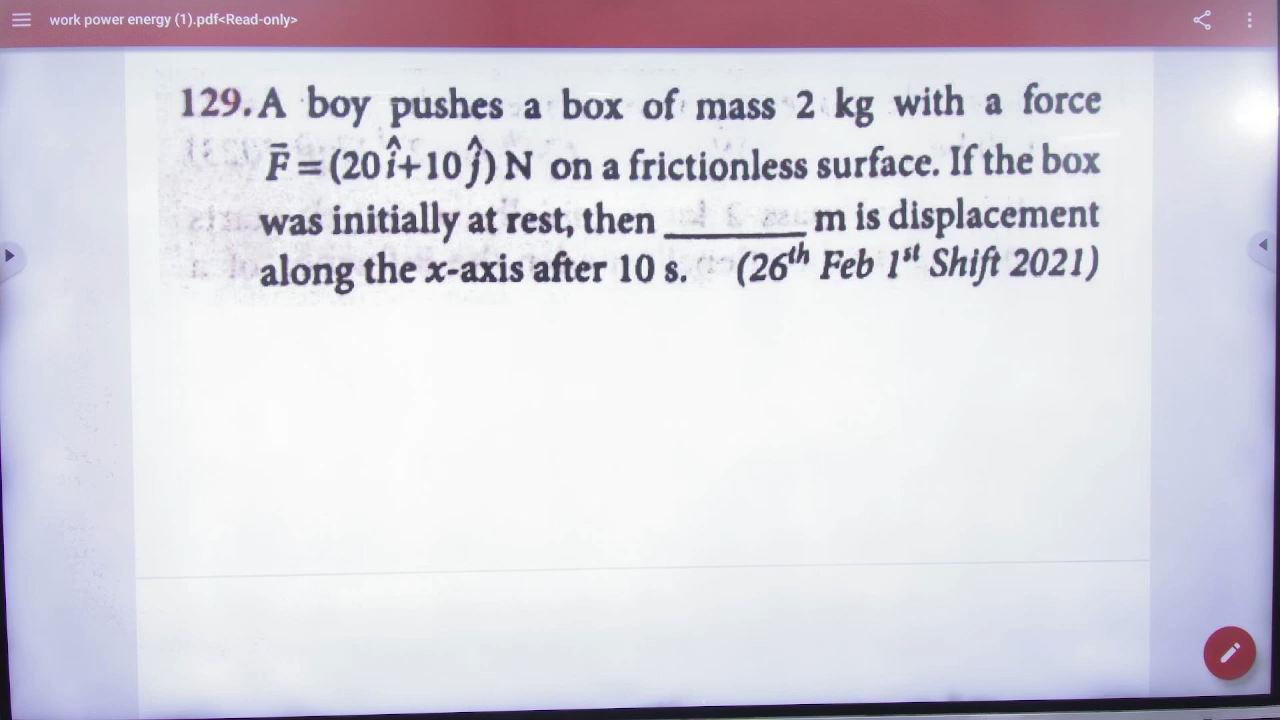 work power energy (1).pdf<Read-only>
129. A boy pushes a box of mass 2 kg with a force
F̄ = (20 î + 10 ĵ) N on a frictionless surface. If the box
was initially at rest, then ________ m is displacement
along the x-axis after 10 s. (26th Feb 1st Shift 2021)